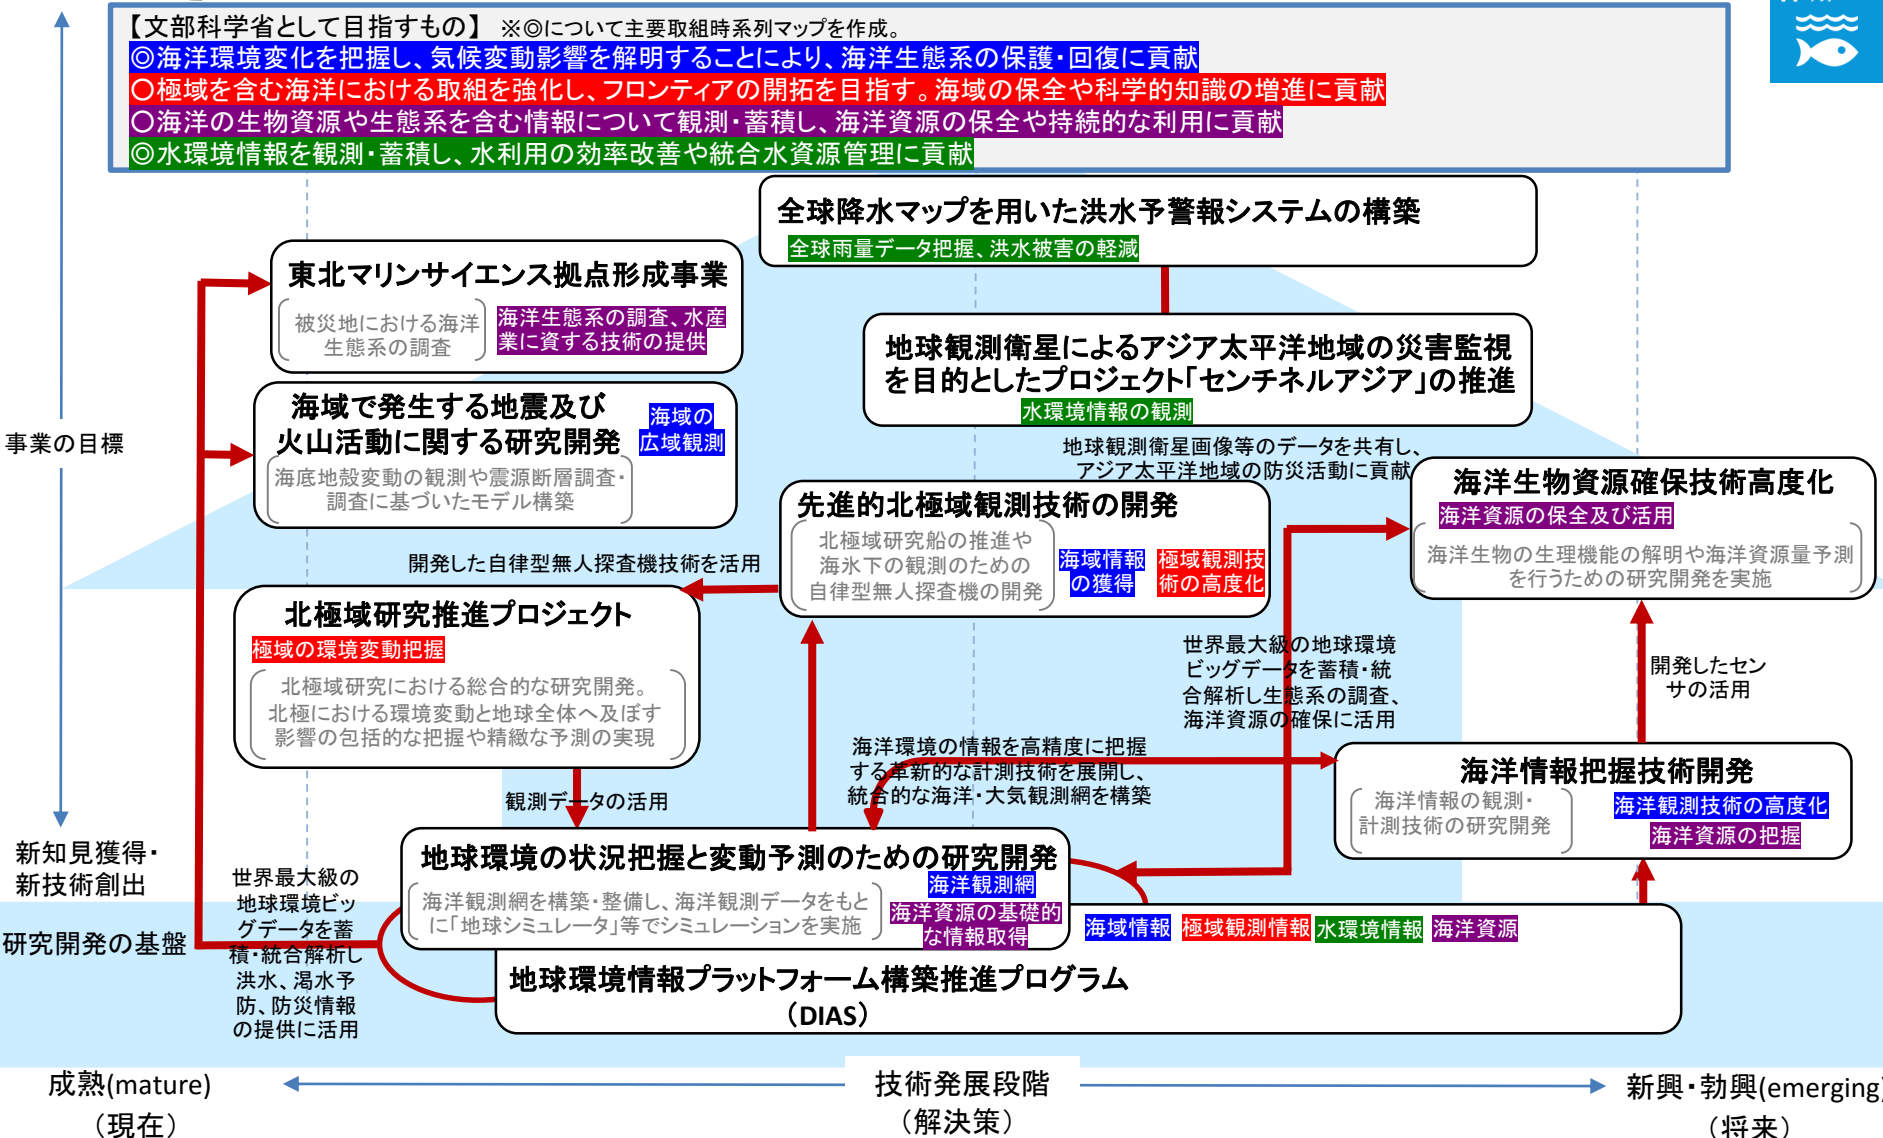 【文部科学省として目指すもの】 ※◎について主要取組時系列マップを作成。
◎海洋環境変化を把握し、気候変動影響を解明することにより、海洋生態系の保護・回復に貢献
〇極域を含む海洋における取組を強化し、フロンティアの開拓を目指す。海域の保全や科学的知識の増進に貢献
〇海洋の生物資源や生態系を含む情報について観測・蓄積し、海洋資源の保全や持続的な利用に貢献
◎水環境情報を観測・蓄積し、水利用の効率改善や統合水資源管理に貢献
全球降水マップを用いた洪水予警報システムの構築
全球雨量データ把握、洪水被害の軽減
東北マリンサイエンス拠点形成事業
被災地における海洋
生態系の調査
海洋生態系の調査、水産
業に資する技術の提供
地球観測衛星によるアジア太平洋地域の災害監視
を目的としたプロジェクト「センチネルアジア」の推進
水環境情報の観測
地球観測衛星画像等のデータを共有し、
アジア太平洋地域の防災活動に貢献
海域で発生する地震及び
火山活動に関する研究開発
海域の
広域観測
海底地殻変動の観測や震源断層調査・
調査に基づいたモデル構築
事業の目標
先進的北極域観測技術の開発
北極域研究船の推進や
海氷下の観測のための
自律型無人探査機の開発
海域情報
の獲得
極域観測技
術の高度化
海洋生物資源確保技術高度化
海洋資源の保全及び活用
海洋生物の生理機能の解明や海洋資源量予測
を行うための研究開発を実施
開発した自律型無人探査機技術を活用
北極域研究推進プロジェクト
極域の環境変動把握
北極域研究における総合的な研究開発。
北極における環境変動と地球全体へ及ぼす
影響の包括的な把握や精緻な予測の実現
世界最大級の地球環境
ビッグデータを蓄積・統
合解析し生態系の調査、
海洋資源の確保に活用
開発したセン
サの活用
海洋環境の情報を高精度に把握
する革新的な計測技術を展開し、
統合的な海洋・大気観測網を構築
観測データの活用
海洋情報把握技術開発
海洋情報の観測・
計測技術の研究開発
海洋観測技術の高度化
海洋資源の把握
新知見獲得・
新技術創出
地球環境の状況把握と変動予測のための研究開発
海洋観測網を構築・整備し、海洋観測データをもと
に「地球シミュレータ」等でシミュレーションを実施
海洋観測網
海洋資源の基礎的
な情報取得
世界最大級の
地球環境ビッ
グデータを蓄
積・統合解析し
洪水、渇水予
防、防災情報
の提供に活用
研究開発の基盤
海域情報 極域観測情報 水環境情報 海洋資源
地球環境情報プラットフォーム構築推進プログラム
（DIAS）
成熟(mature)
（現在）
技術発展段階
（解決策）
新興・勃興(emerging)
（将来）